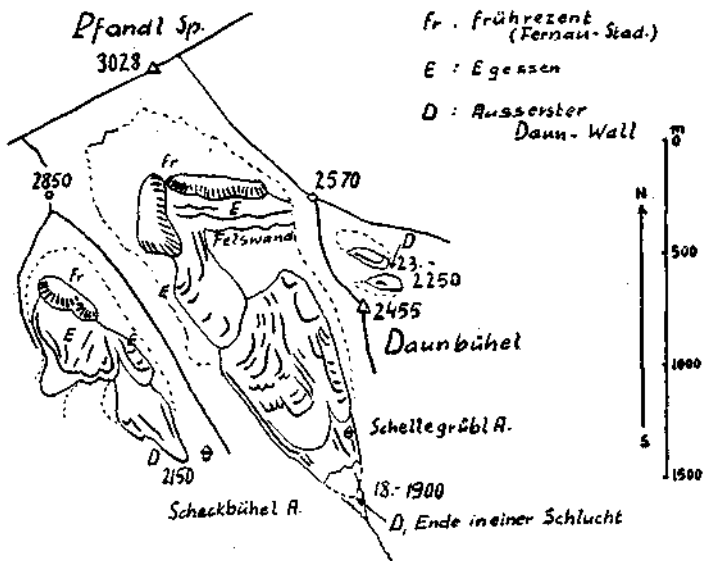 Pfandl Sp.
3028
fr. frührezent
(Fernau-Stad.)
E : Egessen
D : Äusserster
Daun-Wall
m
0
2850
Fr
2570
N
E
Felswand
D
23.-
2250
500
Fr
E
2455
E
E
Daunbühel
1000
Schellegrübl A.
S
D
2150
18.-1900
1500
Scheckbühel A.
D, Ende in einer Schlucht